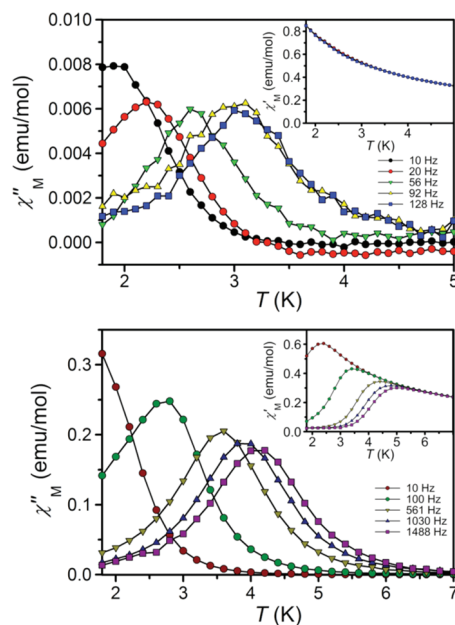 0.010
0.008
0.006
0.004
0.002
0.000
χ″M (emu/mol)
2 3 4 5
T (K)
0.8
0.6
0.4
0.2
0.0
χ′M (emu/mol)
2 3 4
T (K)
10 Hz
20 Hz
56 Hz
92 Hz
128 Hz
0.3
0.2
0.1
0.0
χ″M (emu/mol)
2 3 4 5 6 7
T (K)
0.6
0.4
0.2
0.0
χ′M (emu/mol)
2 3 4 5 6
T (K)
10 Hz
100 Hz
561 Hz
1030 Hz
1488 Hz